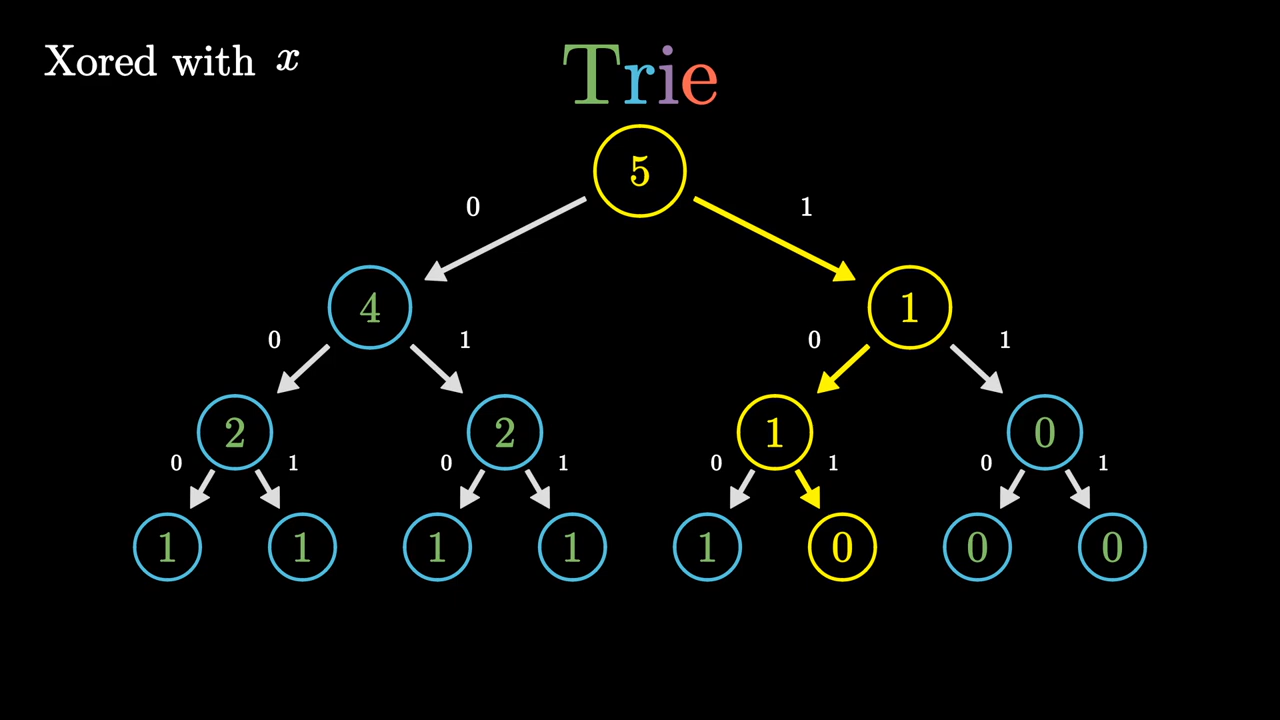 Xored with x
Trie
5
0 1
4 1
0 1 0 1
2 2 1 0
0 1 0 1 0 1 0 1
1 1 1 1 1 0 0 0